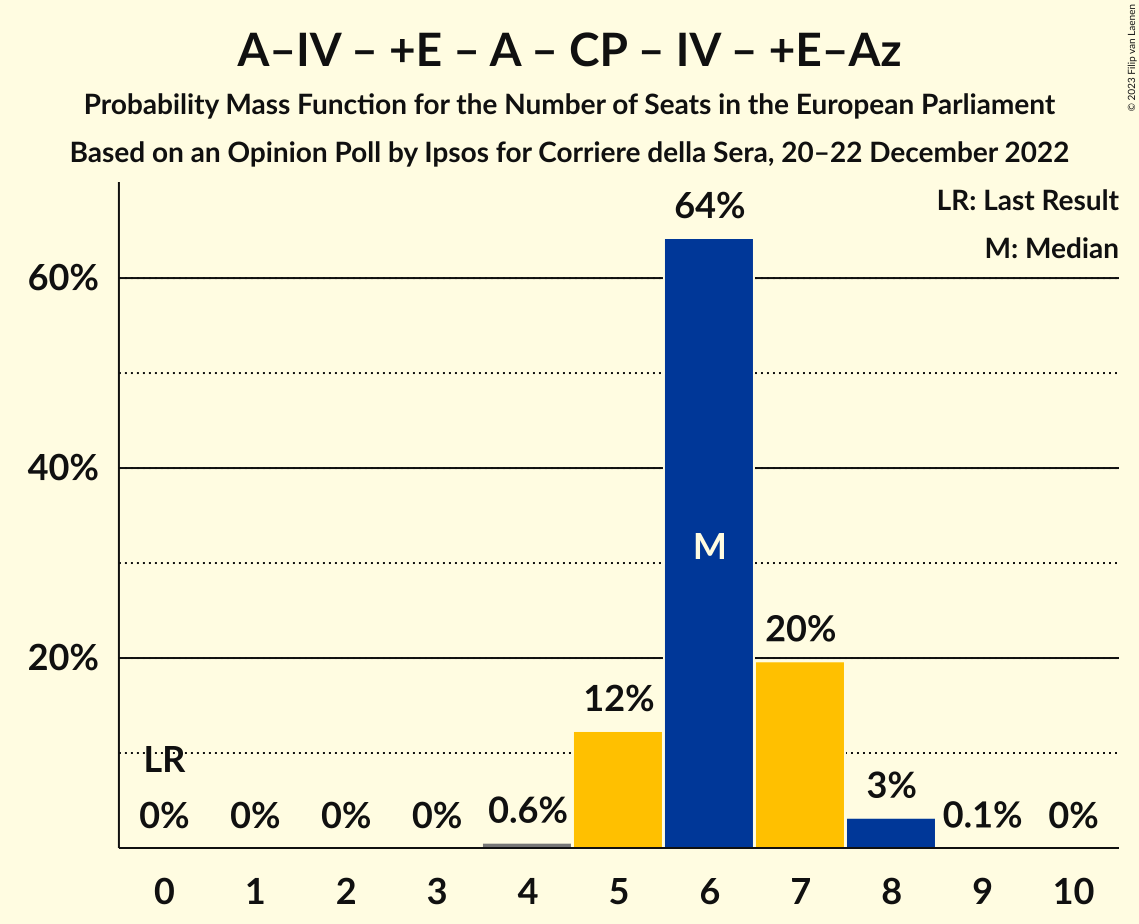 A–IV – +E – A – CP – IV – +E–Az
Probability Mass Function for the Number of Seats in the European Parliament
Based on an Opinion Poll by Ipsos for Corriere della Sera, 20–22 December 2022
© 2023 Filip van Laenen
LR: Last Result
M: Median
64%
60%
40%
M
20%
20%
12%
LR
3%
0% 0% 0% 0% 0.6% 0.1% 0%
0 1 2 3 4 5 6 7 8 9 10